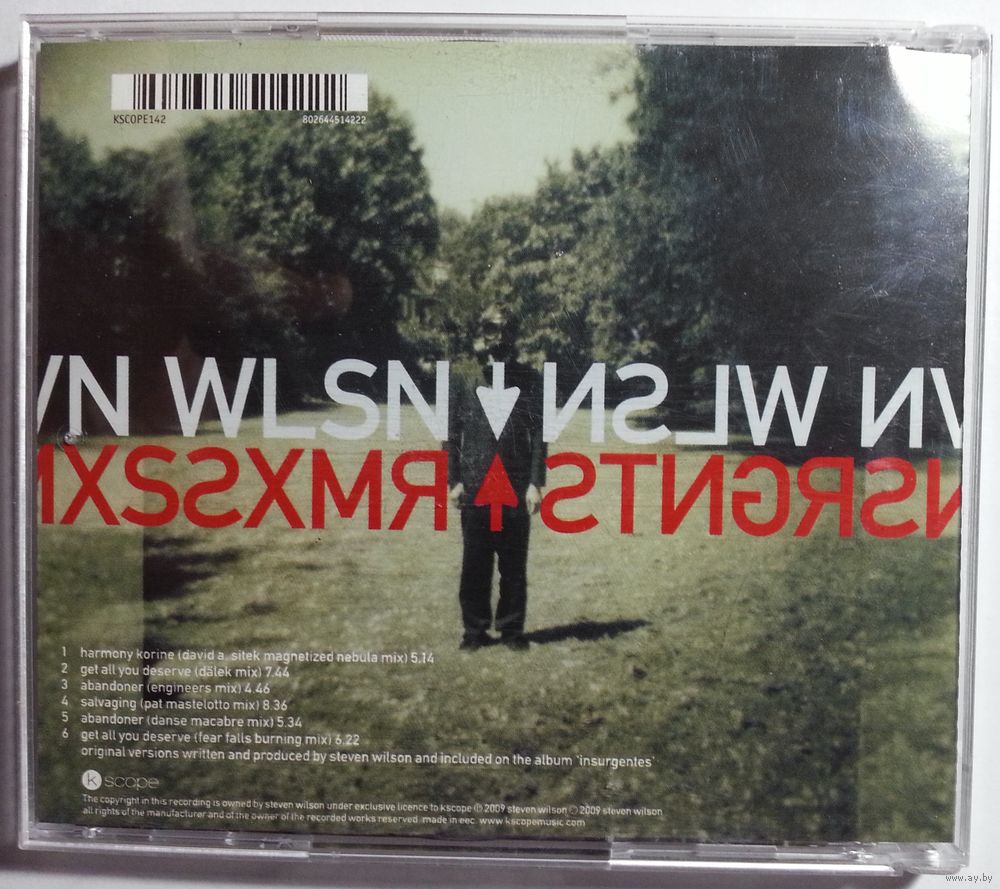 KSCOPE142 802644514222
VN WLSN NS⅃W NV
NXSSXMR STNGRSN
1 harmony korine (david a. sitek magnetized nebula mix) 5.14
2 get all you deserve (dälek mix) 7.44
3 abandoner (engineers mix) 4.46
4 salvaging (pat mastelotto mix) 8.36
5 abandoner (danse macabre mix) 5.34
6 get all you deserve (fear falls burning mix) 6.22
original versions written and produced by steven wilson and included on the album 'insurgentes'
k scope
The copyright in this recording is owned by steven wilson under exclusive licence to kscope ℗ 2009 steven wilson © 2009 steven wilson
all rights of the manufacturer and of the owner of the recorded works reserved. made in eec. www.kscopemusic.com
www.ay.by